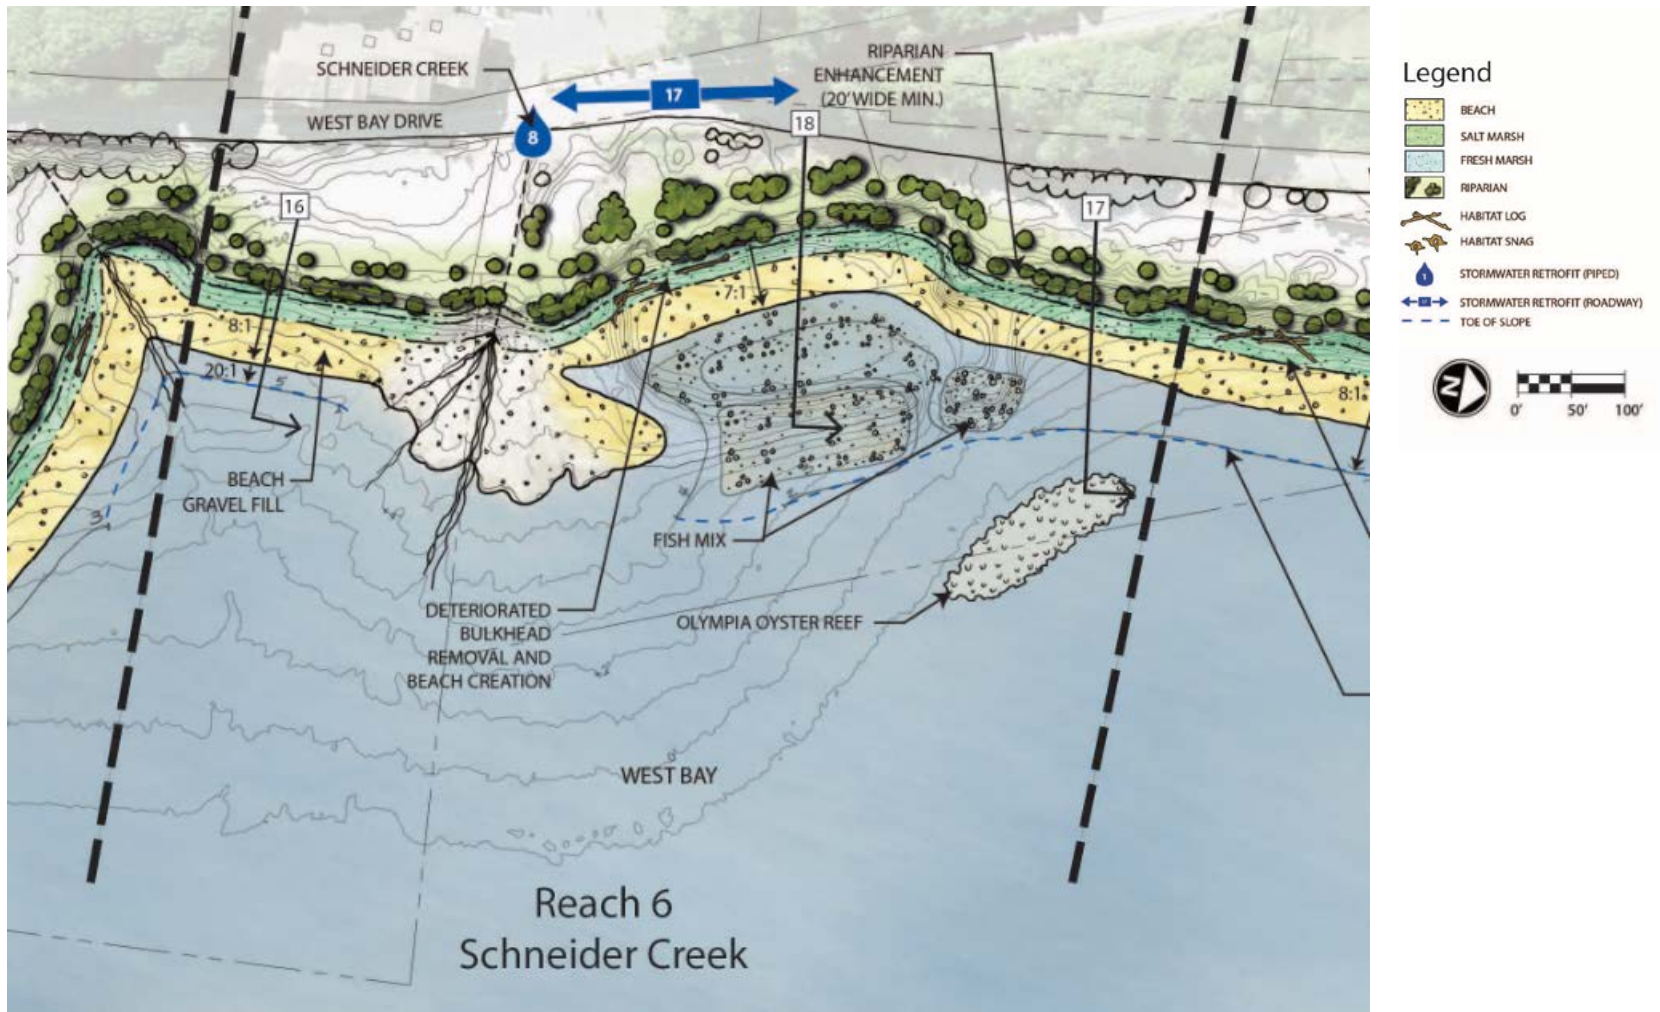 RIPARIAN
ENHANCEMENT
(20' WIDE MIN.)
SCHNEIDER CREEK
17
WEST BAY DRIVE
8
18
16
17
7:1
8:1
20:1
5
8:1
3
BEACH
GRAVEL FILL
FISH MIX
DETERIORATED
BULKHEAD
REMOVAL AND
BEACH CREATION
OLYMPIA OYSTER REEF
WEST BAY
Reach 6
Schneider Creek
Legend
BEACH
SALT MARSH
FRESH MARSH
RIPARIAN
HABITAT LOG
HABITAT SNAG
STORMWATER RETROFIT (PIPED)
STORMWATER RETROFIT (ROADWAY)
TOE OF SLOPE
N
0' 50' 100'